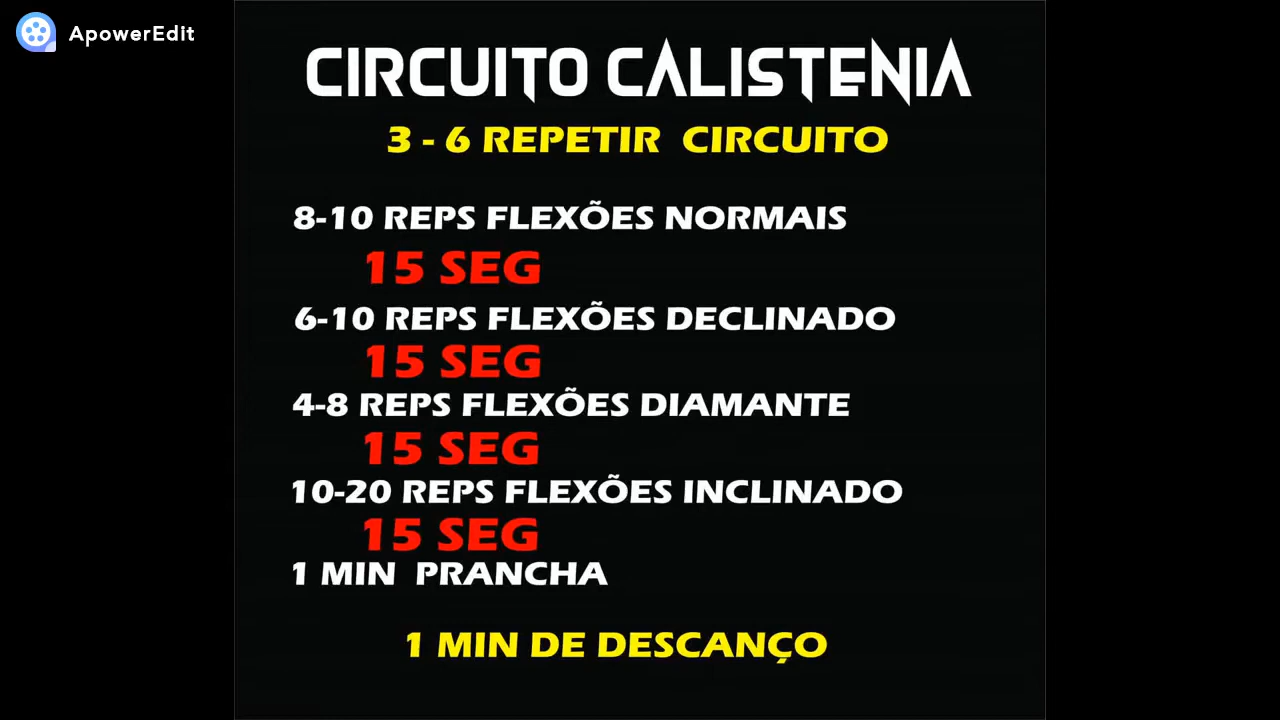 ApowerEdit
CIRCUITO CALISTENIA
3 - 6 REPETIR CIRCUITO
8-10 REPS FLEXÕES NORMAIS
15 SEG
6-10 REPS FLEXÕES DECLINADO
15 SEG
4-8 REPS FLEXÕES DIAMANTE
15 SEG
10-20 REPS FLEXÕES INCLINADO
15 SEG
1 MIN PRANCHA
1 MIN DE DESCANÇO